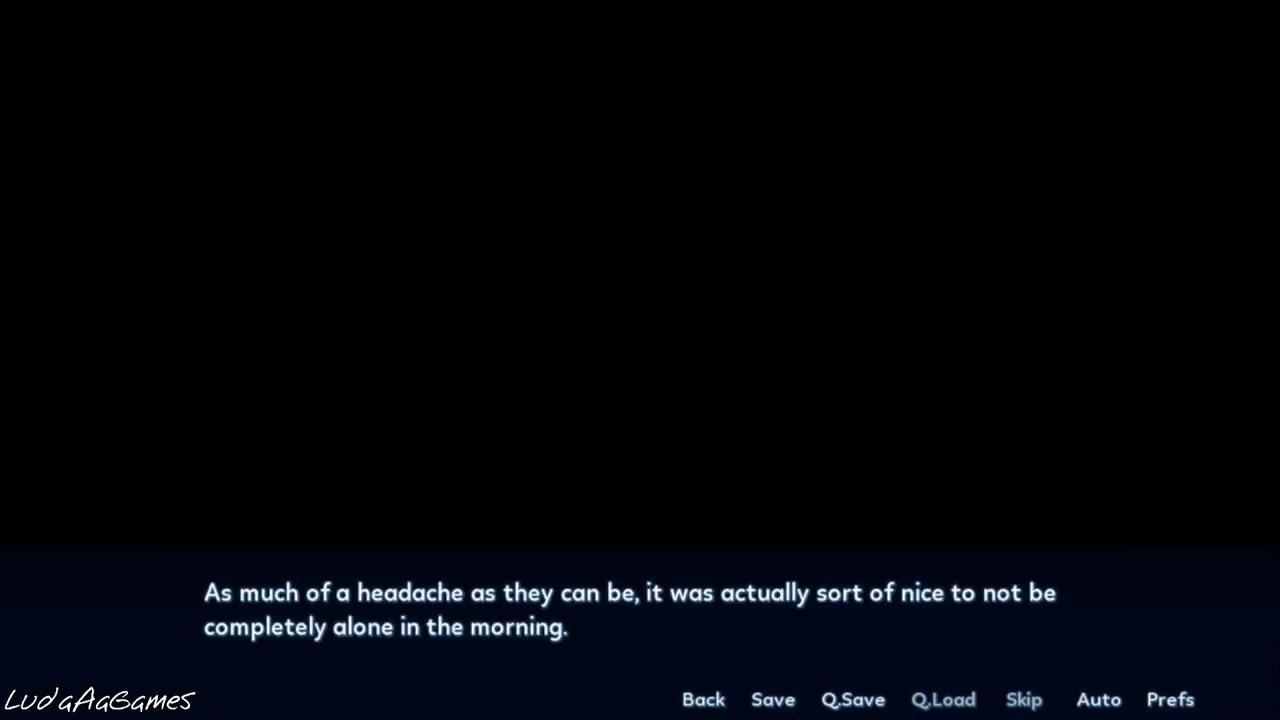 As much of a headache as they can be, it was actually sort of nice to not be
completely alone in the morning.
LudaAaGames
Back Save Q.Save Q.Load Skip Auto Prefs